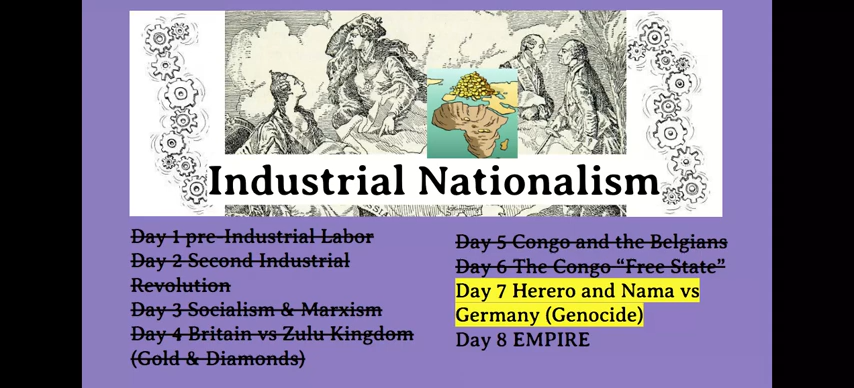 Industrial Nationalism
Day 1 pre-Industrial Labor
Day 2 Second Industrial
Revolution
Day 3 Socialism & Marxism
Day 4 Britain vs Zulu Kingdom
(Gold & Diamonds)
Day 5 Congo and the Belgians
Day 6 The Congo “Free State”
Day 7 Herero and Nama vs
Germany (Genocide)
Day 8 EMPIRE